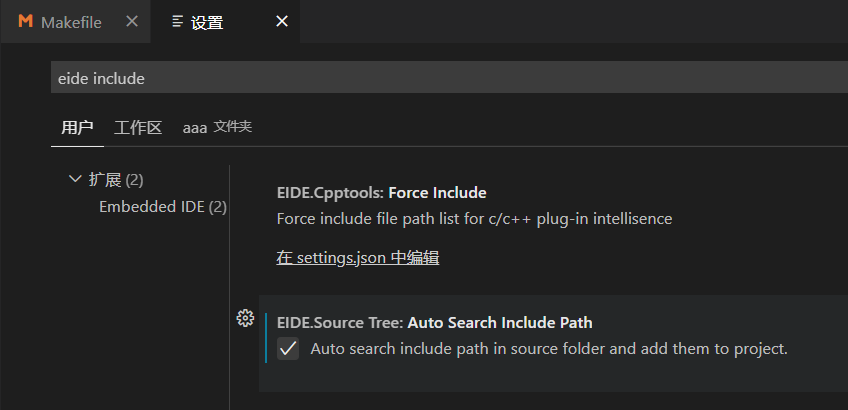 Makefile
设置
eide include
用户 工作区 aaa 文件夹
扩展 (2)
Embedded IDE (2)
EIDE.Cpptools: Force Include
Force include file path list for c/c++ plug-in intellisence
在 settings.json 中编辑
EIDE.Source Tree: Auto Search Include Path
Auto search include path in source folder and add them to project.